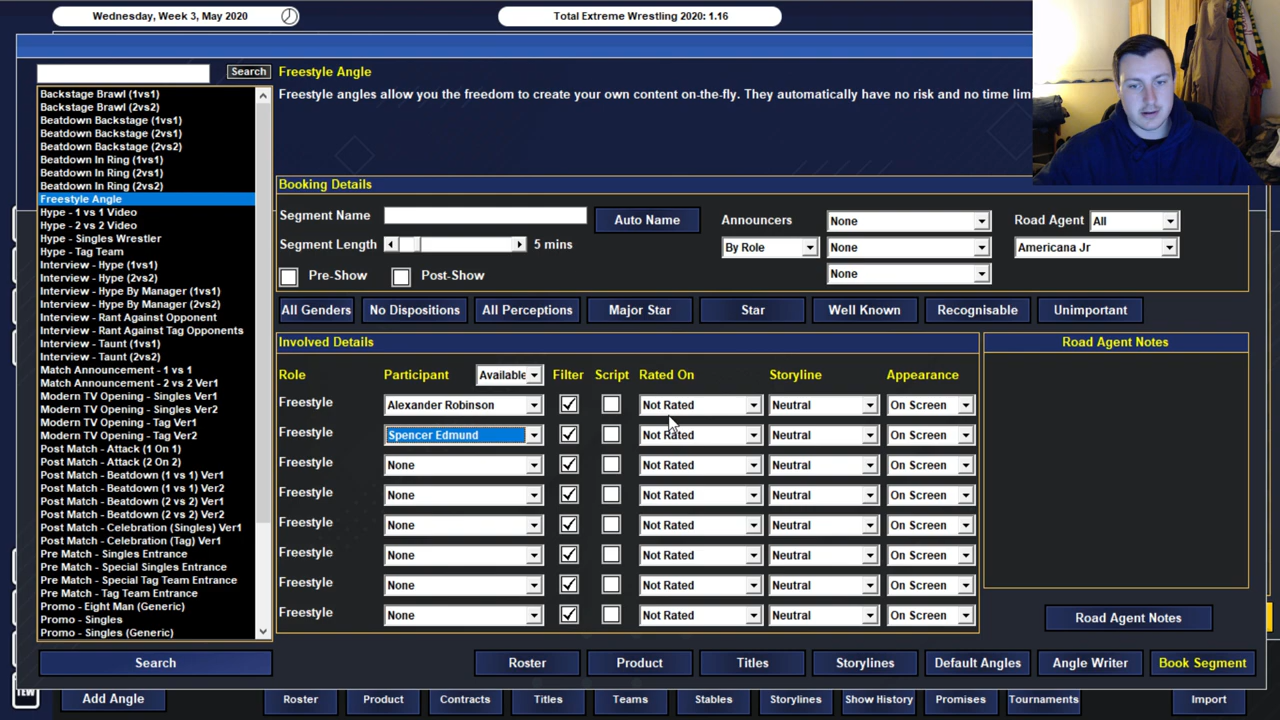 Wednesday, Week 3, May 2020
Total Extreme Wrestling 2020: 1.16
Search
Backstage Brawl (1vs1)
Backstage Brawl (2vs2)
Beatdown Backstage (1vs1)
Beatdown Backstage (2vs1)
Beatdown Backstage (2vs2)
Beatdown In Ring (1vs1)
Beatdown In Ring (2vs1)
Beatdown In Ring (2vs2)
Freestyle Angle
Hype - 1 vs 1 Video
Hype - 2 vs 2 Video
Hype - Singles Wrestler
Hype - Tag Team
Interview - Hype (1vs1)
Interview - Hype (2vs2)
Interview - Hype By Manager (1vs1)
Interview - Hype By Manager (2vs2)
Interview - Rant Against Opponent
Interview - Rant Against Tag Opponent
Interview - Taunt (1vs1)
Interview - Taunt (2vs2)
Match Announcement - 1 vs 1
Match Announcement - 2 vs 2 Ver1
Modern TV Opening - Singles Ver1
Modern TV Opening - Singles Ver2
Modern TV Opening - Tag Ver1
Modern TV Opening - Tag Ver2
Post Match - Attack (1 On 1)
Post Match - Attack (2 On 2)
Post Match - Beatdown (1 vs 1) Ver1
Post Match - Beatdown (1 vs 1) Ver2
Post Match - Beatdown (2 vs 2) Ver1
Post Match - Beatdown (2 vs 2) Ver2
Post Match - Celebration (Singles) Ver1
Post Match - Celebration (Tag) Ver1
Pre Match - Singles Entrance
Pre Match - Special Singles Entrance
Pre Match - Special Tag Team Entrance
Pre Match - Tag Team Entrance
Promo - Eight Man (Generic)
Promo - Singles
Promo - Singles (Generic)
Search
Freestyle Angle
Freestyle angles allow you the freedom to create your own content on-the-fly. They automatically have no risk and no time lim
Booking Details
Segment Name
Auto Name
Announcers
None
Road Agent
All
Segment Length
5 mins
By Role
None
Americana Jr
Pre-Show
Post-Show
None
All Genders
No Dispositions
All Perceptions
Major Star
Star
Well Known
Recognisable
Unimportant
Involved Details
Road Agent Notes
Role Participant Available Filter Script Rated On Storyline Appearance
Freestyle Alexander Robinson Not Rated Neutral On Screen
Freestyle Spencer Edmund Not Rated Neutral On Screen
Freestyle None Not Rated Neutral On Screen
Freestyle None Not Rated Neutral On Screen
Freestyle None Not Rated Neutral On Screen
Freestyle None Not Rated Neutral On Screen
Freestyle None Not Rated Neutral On Screen
Freestyle None Not Rated Neutral On Screen
Road Agent Notes
Roster
Product
Titles
Storylines
Default Angles
Angle Writer
Book Segment
TEW
Add Angle
Roster
Product
Contracts
Titles
Teams
Stables
Storylines
Show History
Promises
Tournaments
Import